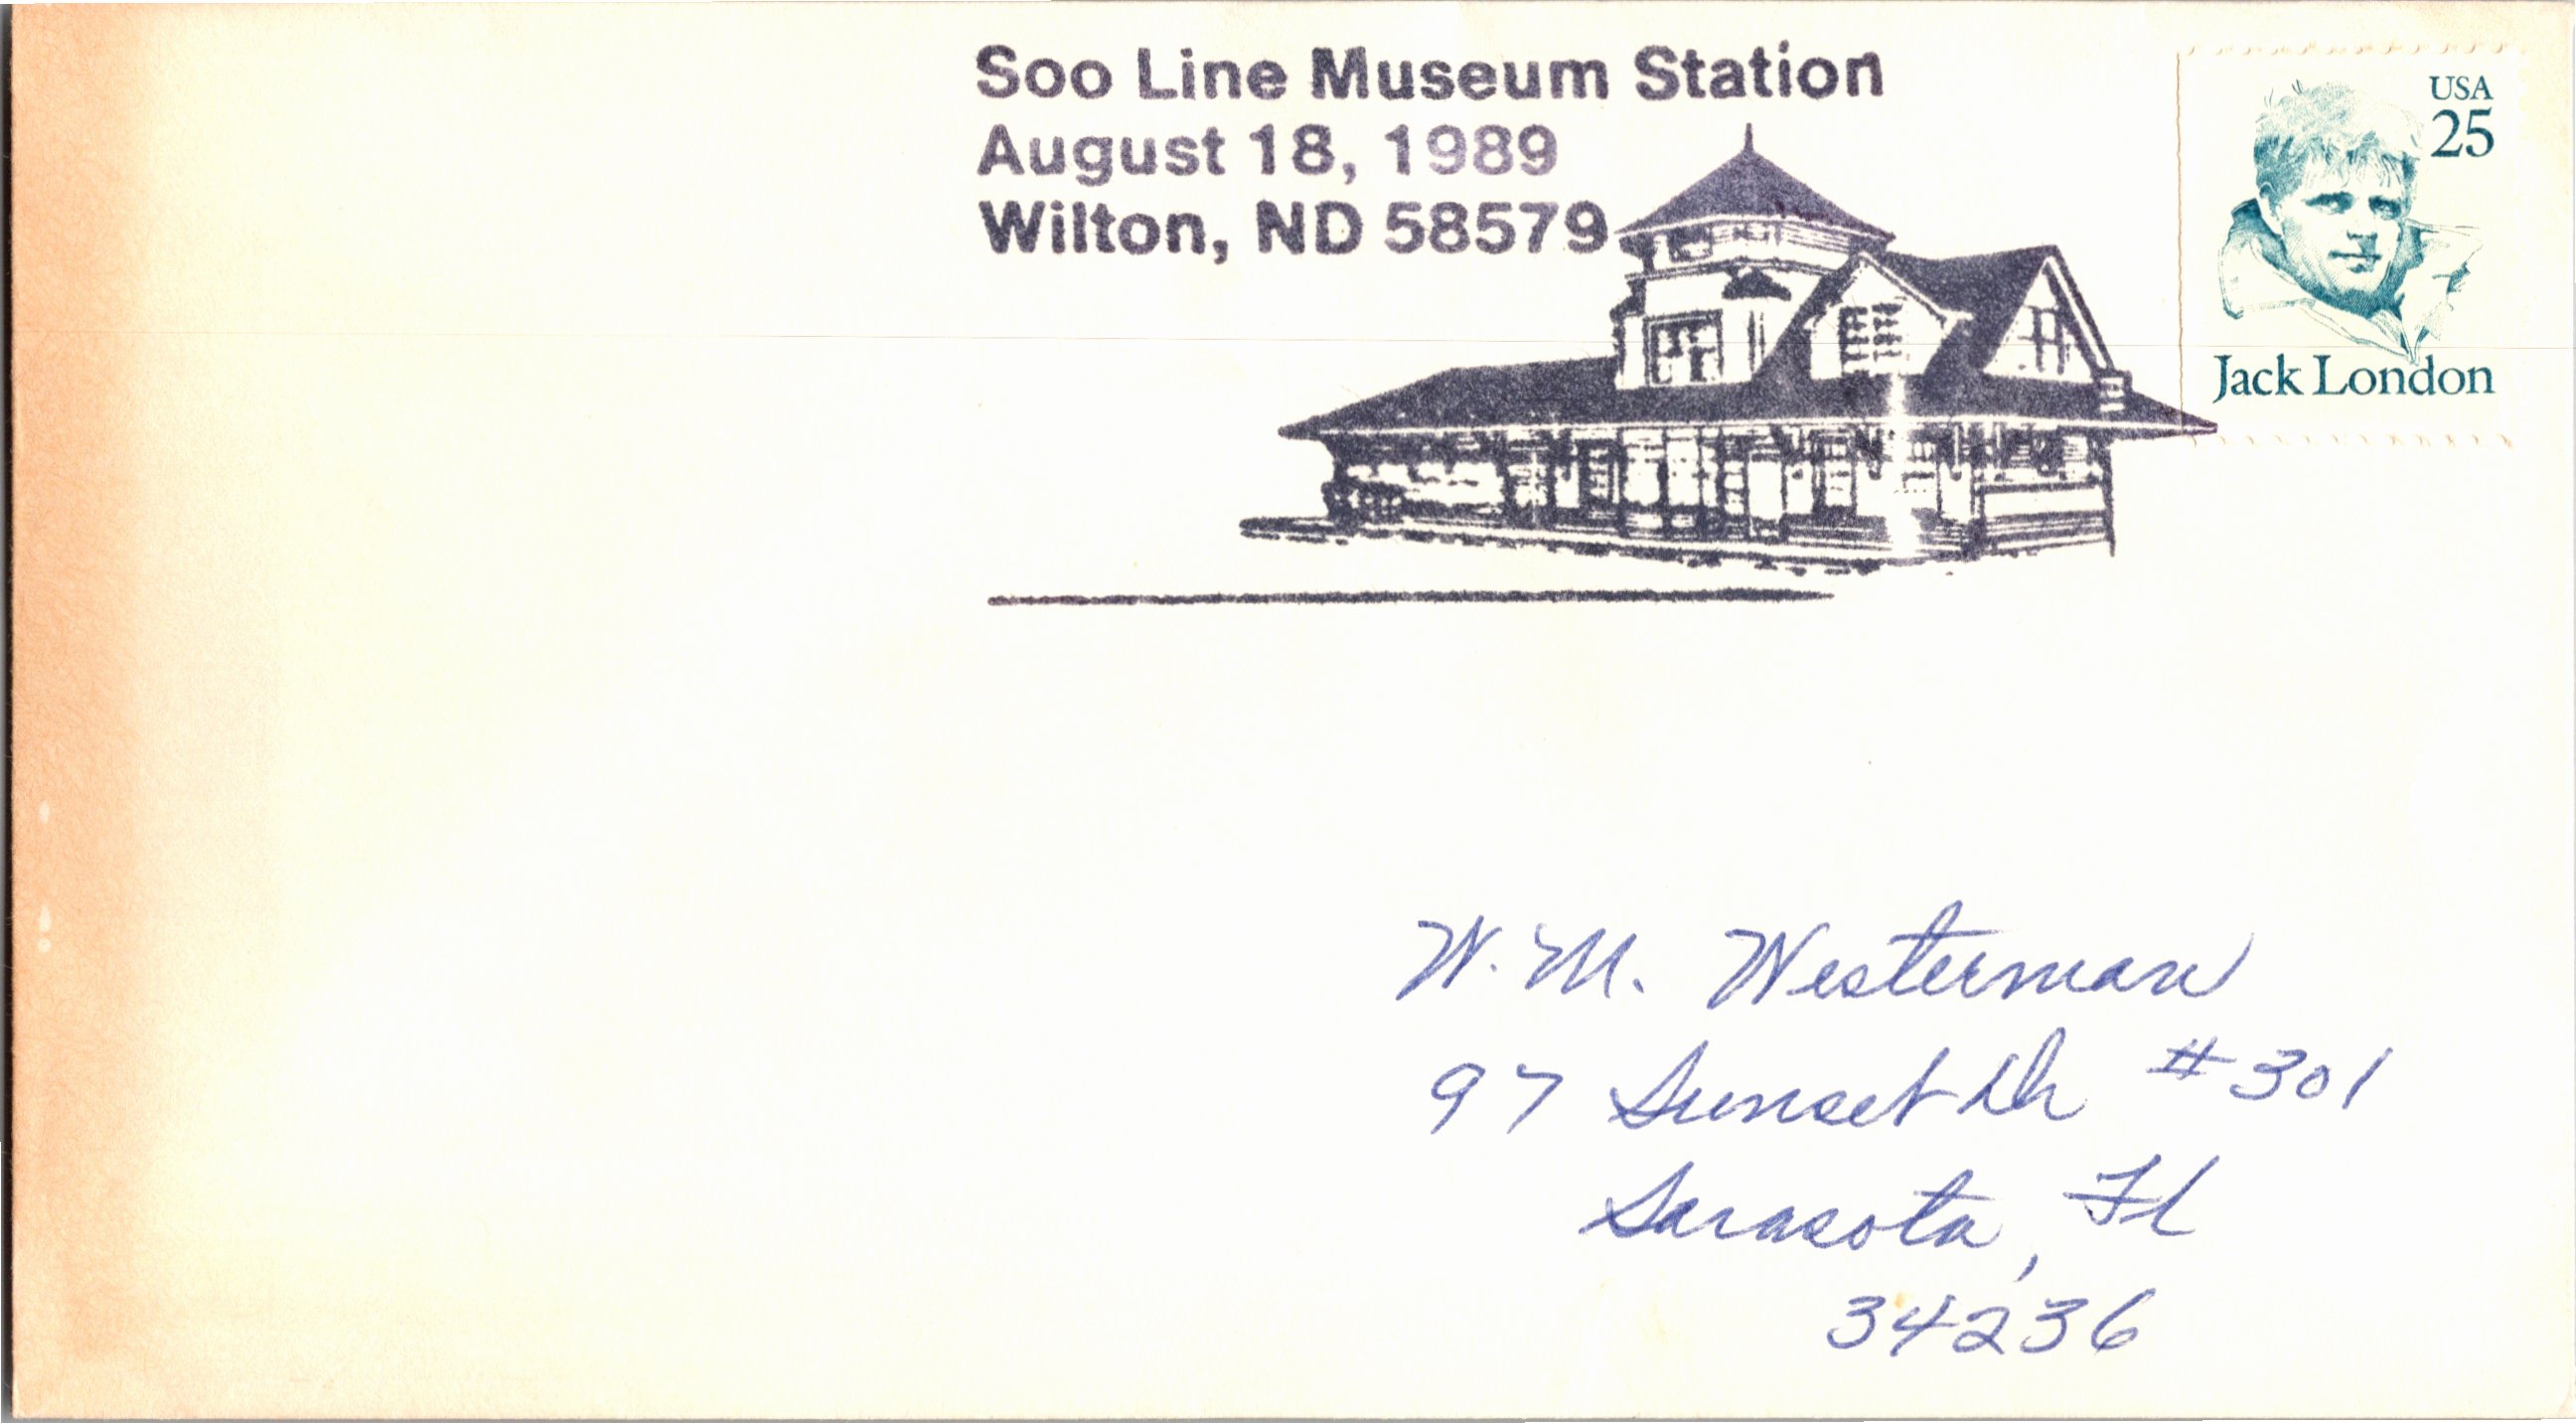 Soo Line Museum Station
August 18, 1989
Wilton, ND 58579
USA
25
Jack London
W. M. Westerman
97 Sunset Dr #301
Sarasota, Fl
34236